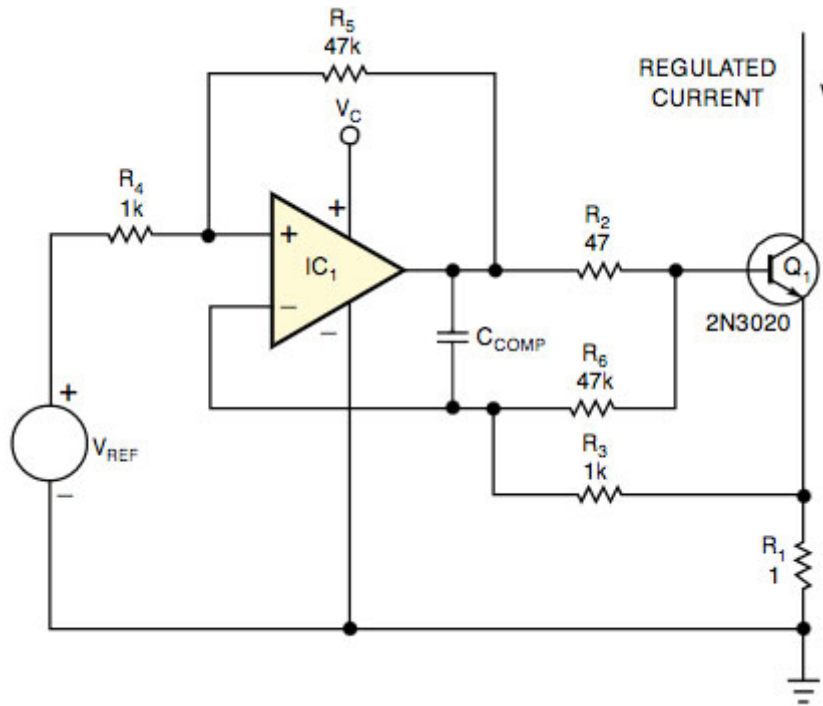 R5
47k
REGULATED
CURRENT
VC
R4
1k
+
+
IC1
−
−
R2
47
Q1
2N3020
CCOMP
R6
47k
+
VREF
−
R3
1k
R1
1